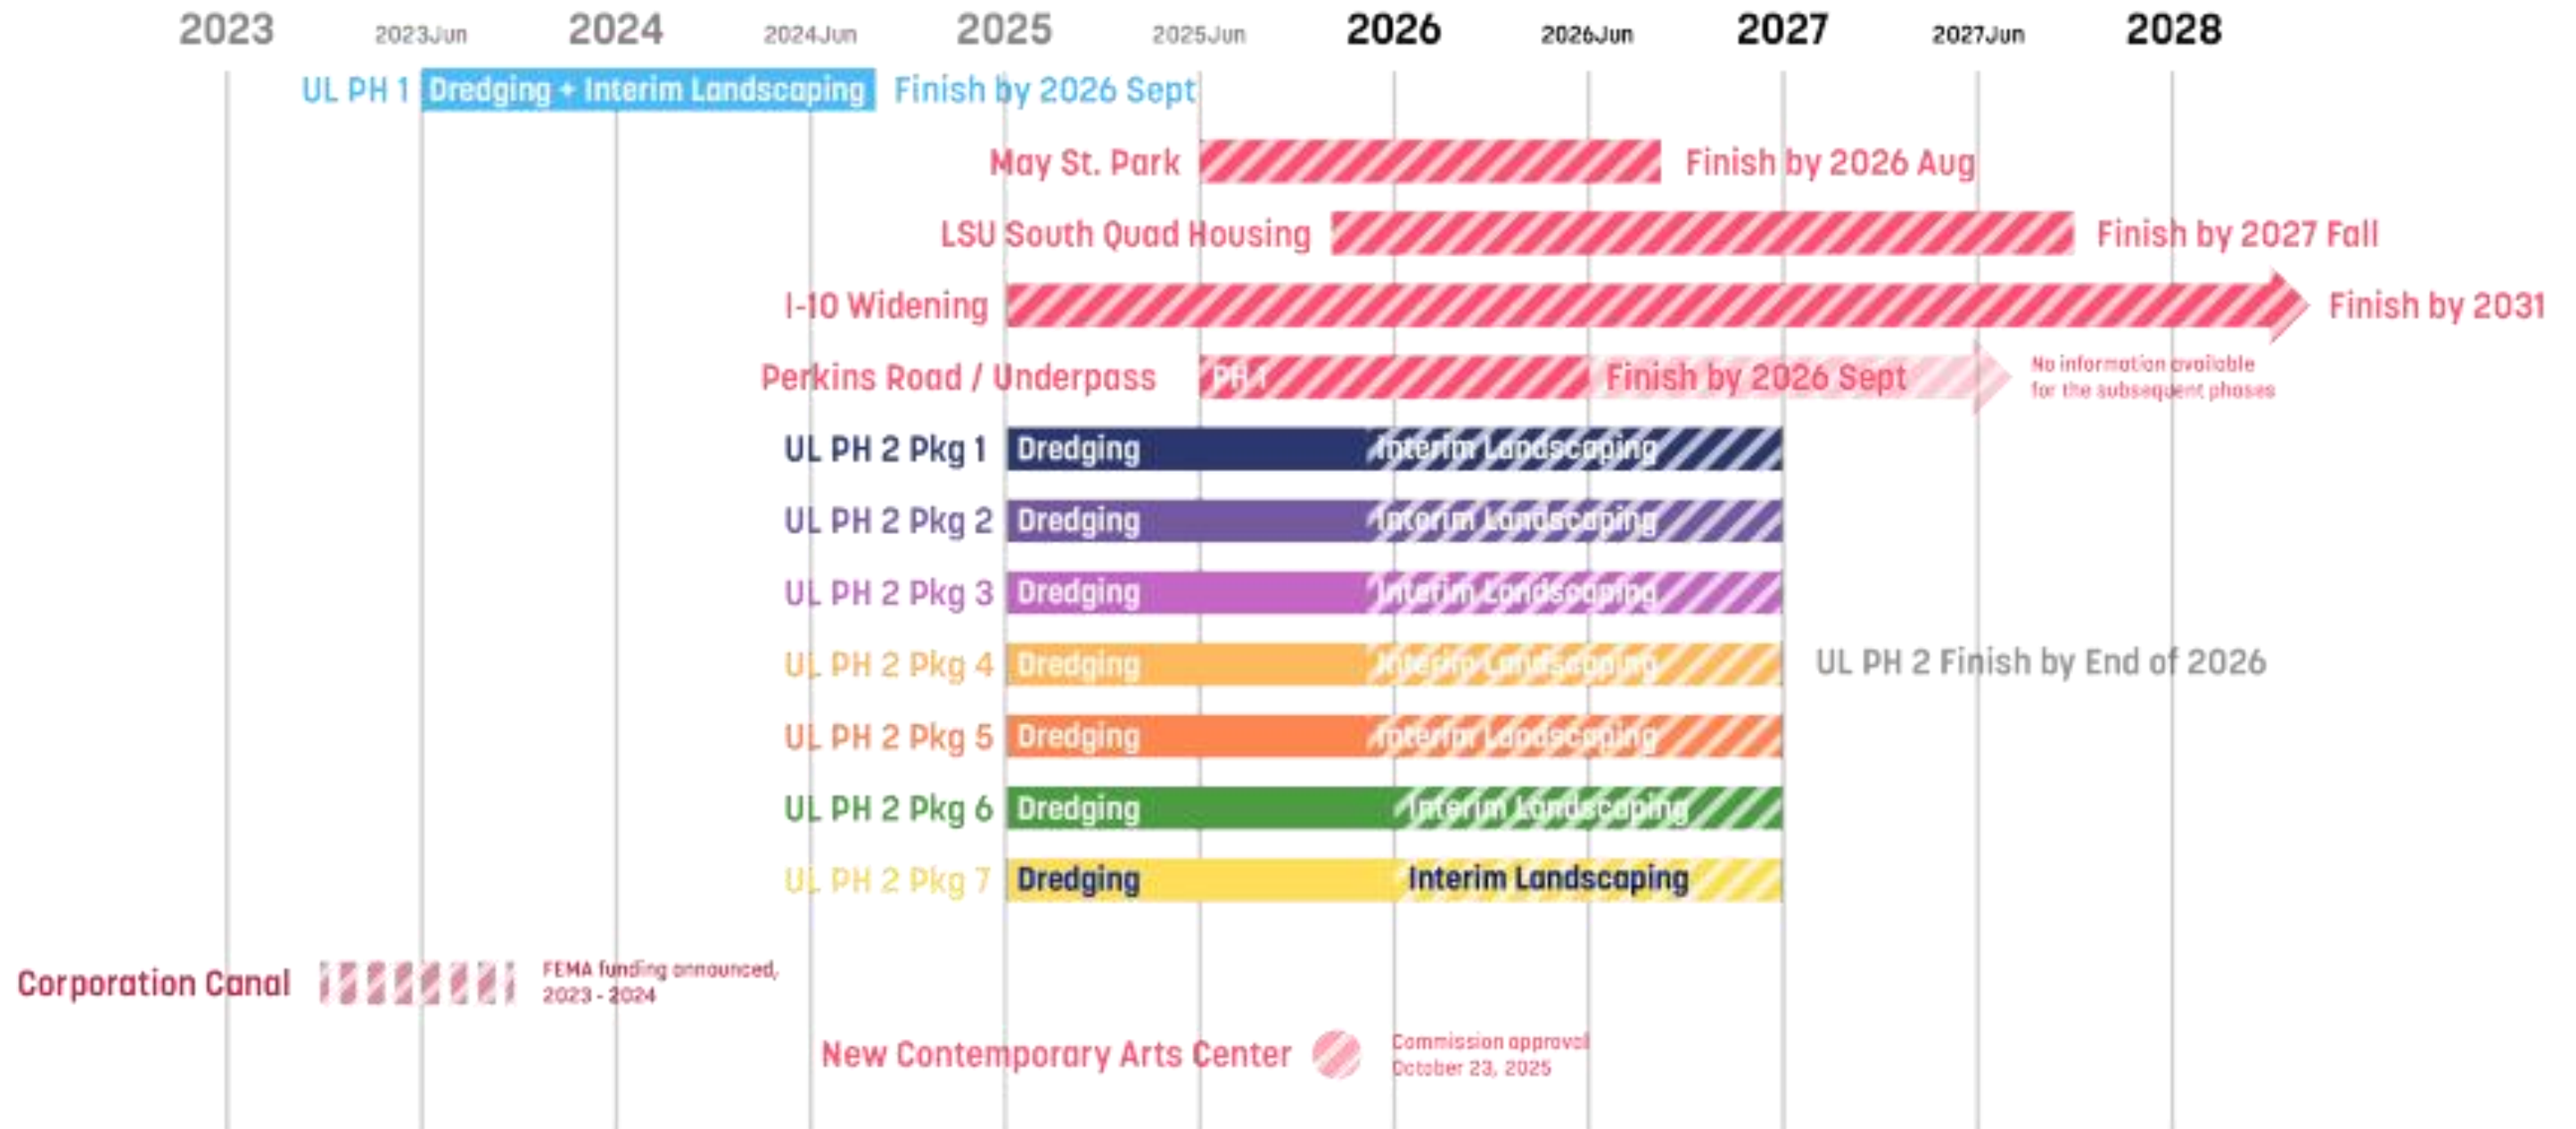 2023 2023Jun 2024 2024Jun 2025 2025Jun 2026 2026Jun 2027 2027Jun 2028
UL PH 1 Dredging + Interim Landscaping Finish by 2026 Sept
May St. Park Finish by 2026 Aug
LSU South Quad Housing Finish by 2027 Fall
I-10 Widening Finish by 2031
Perkins Road / Underpass PH 1 Finish by 2026 Sept
No information available
for the subsequent phases
UL PH 2 Pkg 1 Dredging Interim Landscaping
UL PH 2 Pkg 2 Dredging Interim Landscaping
UL PH 2 Pkg 3 Dredging Interim Landscaping
UL PH 2 Pkg 4 Dredging Interim Landscaping UL PH 2 Finish by End of 2026
UL PH 2 Pkg 5 Dredging Interim Landscaping
UL PH 2 Pkg 6 Dredging Interim Landscaping
UL PH 2 Pkg 7 Dredging Interim Landscaping
Corporation Canal
FEMA funding announced,
2023 - 2024
New Contemporary Arts Center
Commission approval
October 23, 2025